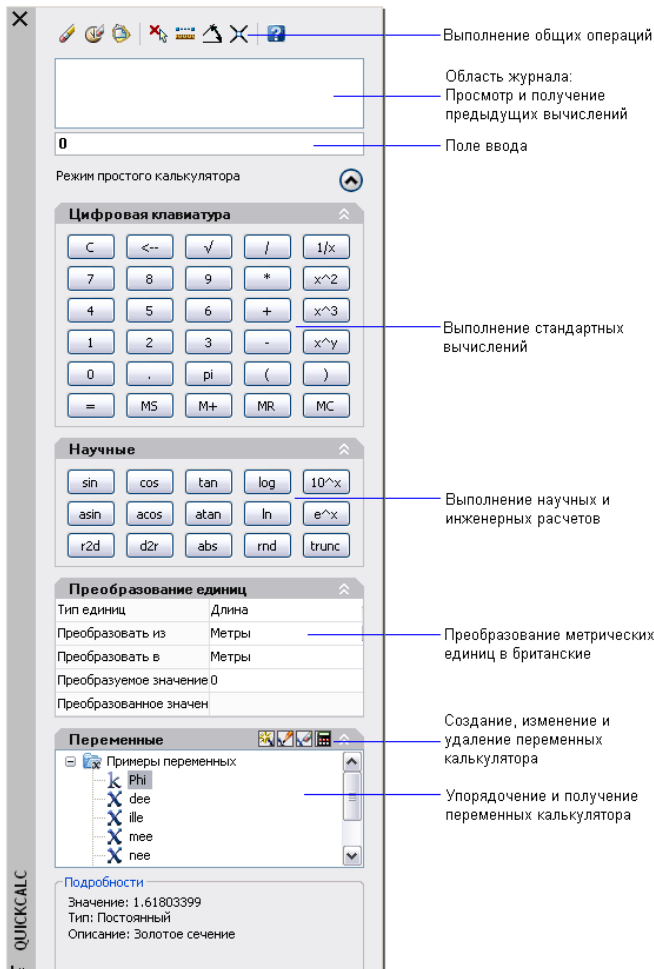 Выполнение общих операций
Область журнала:
Просмотр и получение
предыдущих вычислений
0
Поле ввода
Режим простого калькулятора
Цифровая клавиатура
C <-- √ / 1/x
7 8 9 * x^2
4 5 6 + x^3
1 2 3 - x^y
0 . pi ( )
= MS M+ MR MC
Выполнение стандартных
вычислений
Научные
sin cos tan log 10^x
asin acos atan ln e^x
r2d d2r abs rnd trunc
Выполнение научных и
инженерных расчетов
Преобразование единиц
Тип единиц Длина
Преобразовать из Метры
Преобразовать в Метры
Преобразуемое значение 0
Преобразованное значен
Преобразование метрических
единиц в британские
Переменные
Создание, изменение и
удаление переменных
калькулятора
Примеры переменных
Phi
dee
ille
mee
nee
Упорядочение и получение
переменных калькулятора
Подробности
Значение: 1.61803399
Тип: Постоянный
Описание: Золотое сечение
QUICKCALC